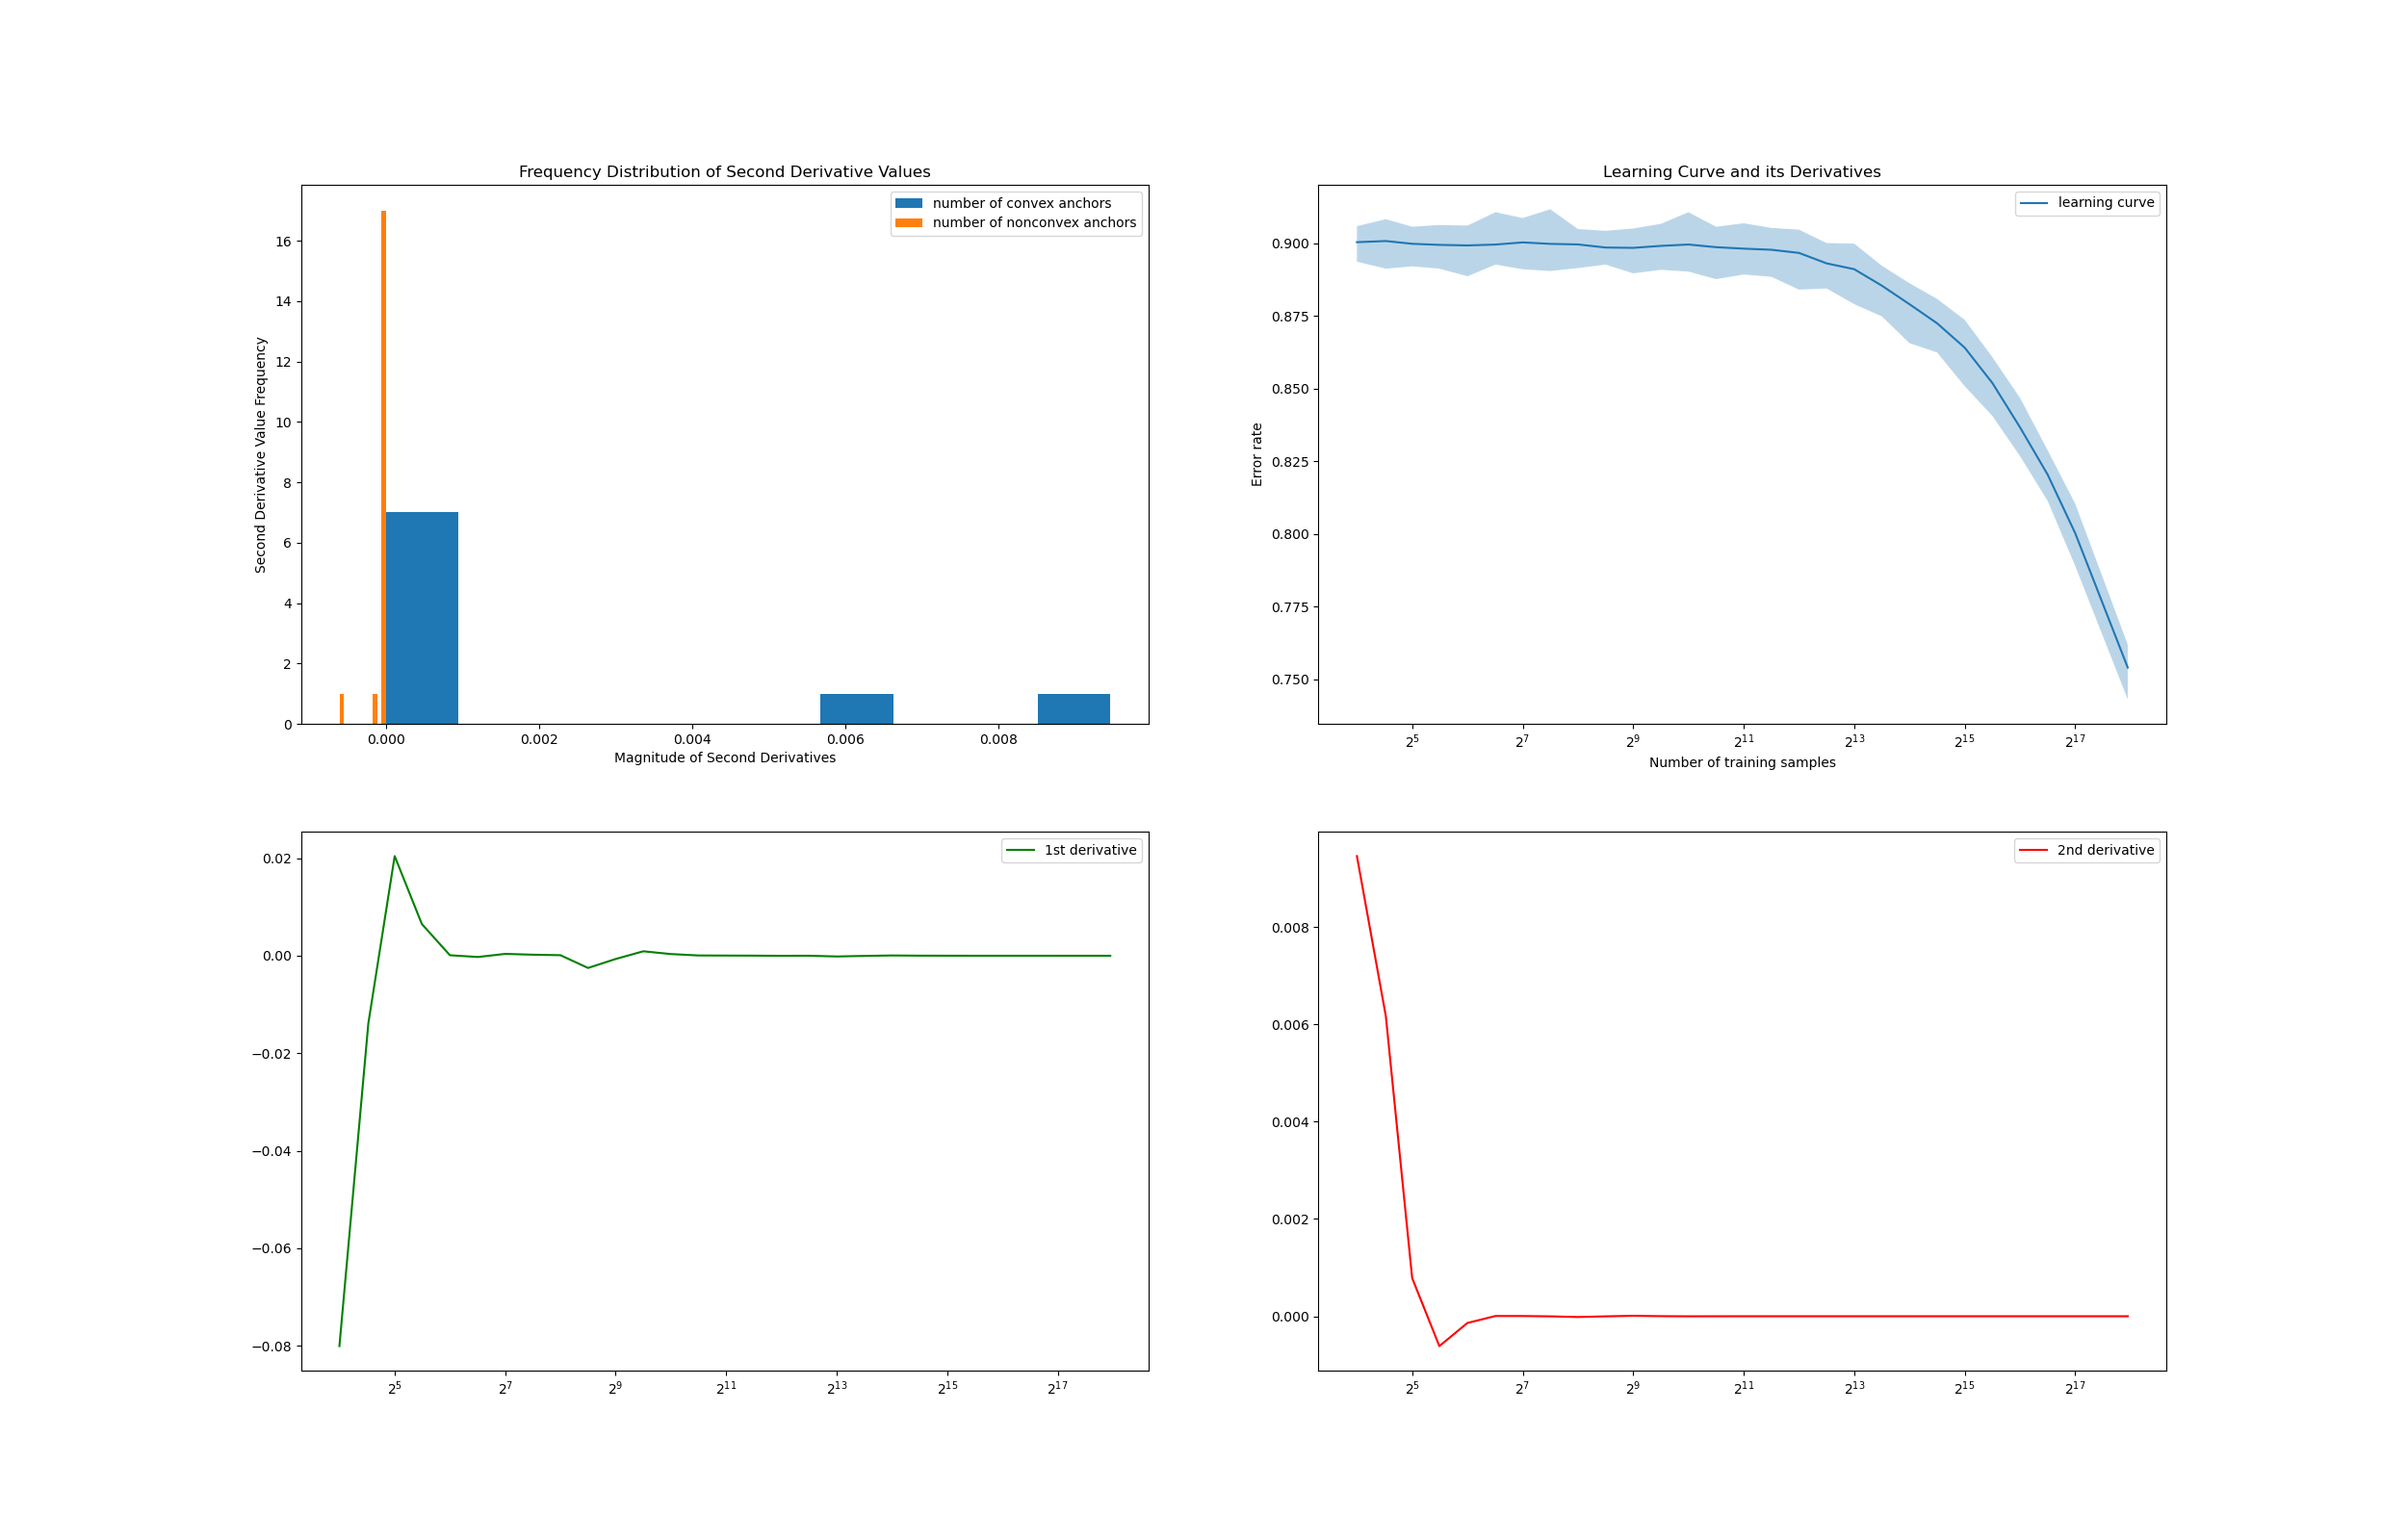 Frequency Distribution of Second Derivative Values
number of convex anchors
number of nonconvex anchors
Second Derivative Value Frequency
16
14
12
10
8
6
4
2
0
0.000 0.002 0.004 0.006 0.008
Magnitude of Second Derivatives
Learning Curve and its Derivatives
learning curve
Error rate
0.900
0.875
0.850
0.825
0.800
0.775
0.750
2^5 2^7 2^9 2^11 2^13 2^15 2^17
Number of training samples
1st derivative
0.02
0.00
−0.02
−0.04
−0.06
−0.08
2^5 2^7 2^9 2^11 2^13 2^15 2^17
2nd derivative
0.008
0.006
0.004
0.002
0.000
2^5 2^7 2^9 2^11 2^13 2^15 2^17